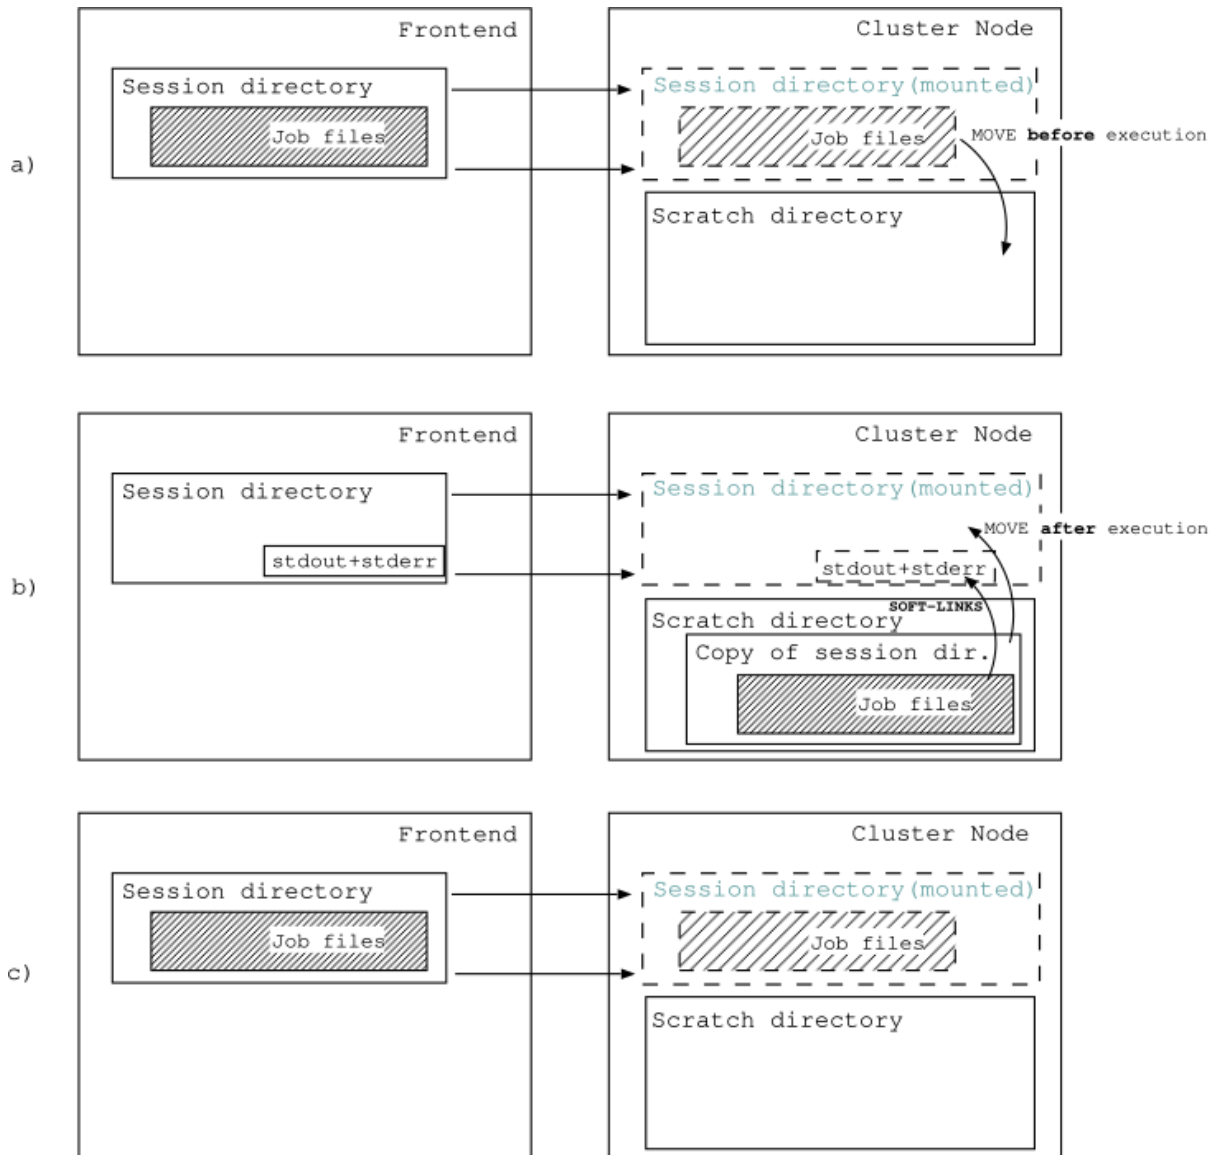 Frontend
Cluster Node
Session directory
Session directory(mounted)
Job files
Job files
MOVE before execution
a)
Scratch directory
Frontend
Cluster Node
Session directory
Session directory(mounted)
MOVE after execution
stdout+stderr
stdout+stderr
b)
SOFT-LINKS
Scratch directory
Copy of session dir.
Job files
Frontend
Cluster Node
Session directory
Session directory(mounted)
Job files
Job files
c)
Scratch directory